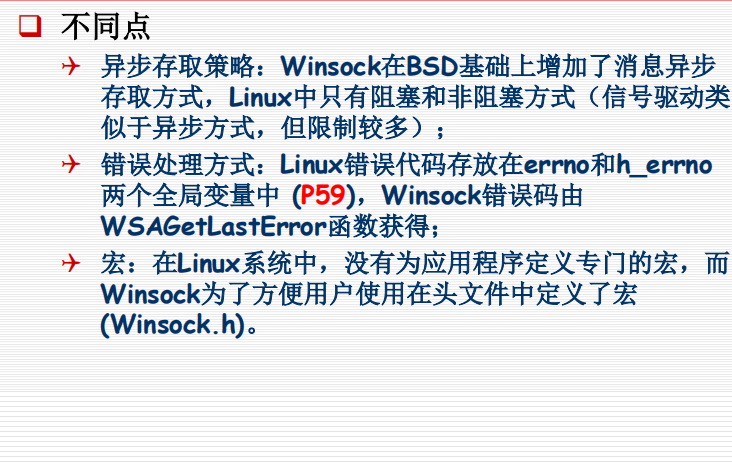 不同点
异步存取策略：Winsock在BSD基础上增加了消息异步
存取方式，Linux中只有阻塞和非阻塞方式（信号驱动类
似于异步方式，但限制较多）；
错误处理方式：Linux错误代码存放在errno和h_errno
两个全局变量中 (P59)，Winsock错误码由
WSAGetLastError函数获得；
宏：在Linux系统中，没有为应用程序定义专门的宏，而
Winsock为了方便用户使用在头文件中定义了宏
(Winsock.h)。